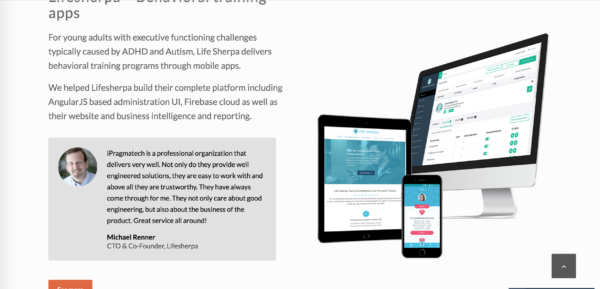 Lifesherpa – Behavioral training
apps
For young adults with executive functioning challenges
typically caused by ADHD and Autism, Life Sherpa delivers
behavioral training programs through mobile apps.
We helped Lifesherpa build their complete platform including
AngularJS based administration UI, Firebase cloud as well as
their website and business intelligence and reporting.
iPragmatech is a professional organization that
delivers very well. Not only do they provide well
engineered solutions, they are easy to work with and
above all they are trustworthy. They have always
come through for me. They not only care about good
engineering, but also about the business of the
product. Great service all around!
Michael Renner
CTO & Co-Founder, Lifesherpa